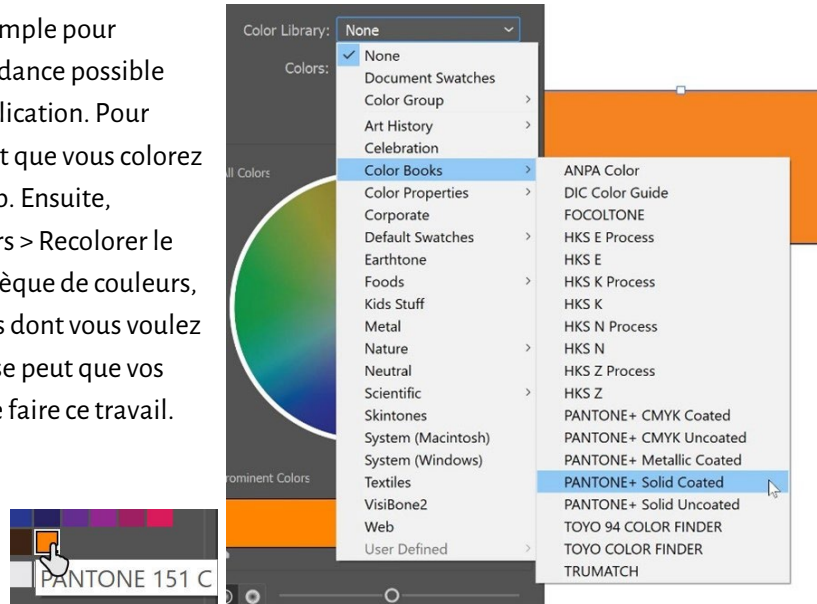 mple pour
dance possible
lication. Pour
t que vous colorez
o. Ensuite,
rs > Recolorer le
èque de couleurs,
s dont vous voulez
se peut que vos
e faire ce travail.
PANTONE 151 C
Color Library: None
Colors:
All Colors
Prominent Colors
None
Document Swatches
Color Group
Art History
Celebration
Color Books
Color Properties
Corporate
Default Swatches
Earthtone
Foods
Kids Stuff
Metal
Nature
Neutral
Scientific
Skintones
System (Macintosh)
System (Windows)
Textiles
VisiBone2
Web
User Defined
ANPA Color
DIC Color Guide
FOCOLTONE
HKS E Process
HKS E
HKS K Process
HKS K
HKS N Process
HKS N
HKS Z Process
HKS Z
PANTONE+ CMYK Coated
PANTONE+ CMYK Uncoated
PANTONE+ Metallic Coated
PANTONE+ Solid Coated
PANTONE+ Solid Uncoated
TOYO 94 COLOR FINDER
TOYO COLOR FINDER
TRUMATCH